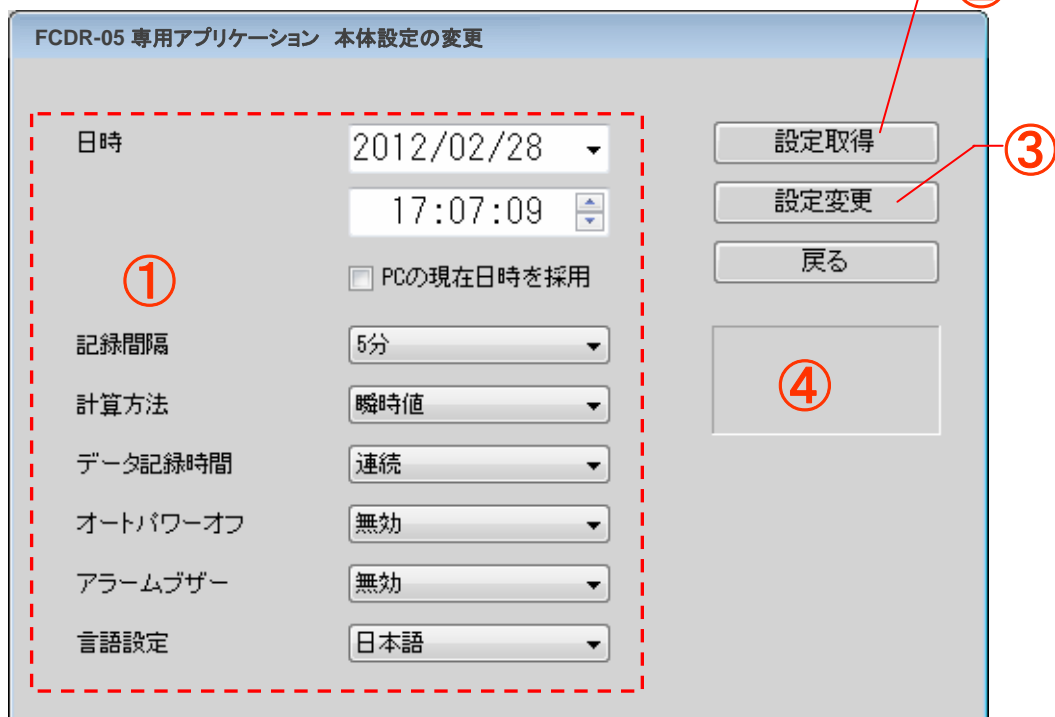 FCDR-05 専用アプリケーション 本体設定の変更
日時 2012/02/28
17:07:09
PCの現在日時を採用
①
記録間隔 5分
計算方法 瞬時値
データ記録時間 連続
オートパワーオフ 無効
アラームブザー 無効
言語設定 日本語
設定取得
設定変更
③
戻る
④